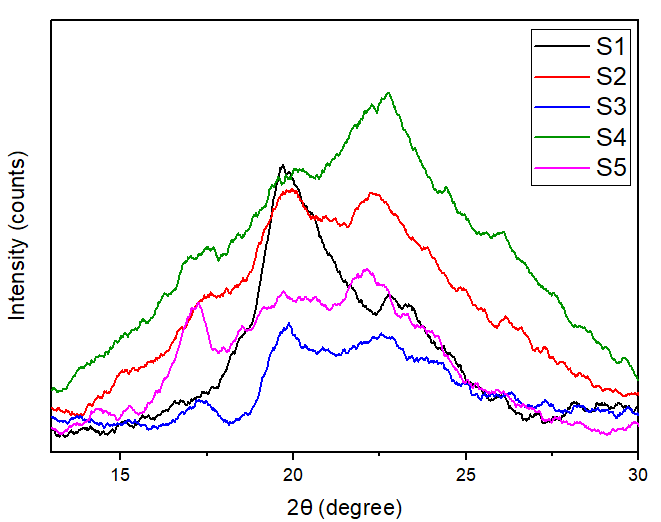 S1
S2
S3
S4
S5
Intensity (counts)
15 20 25 30
2θ (degree)